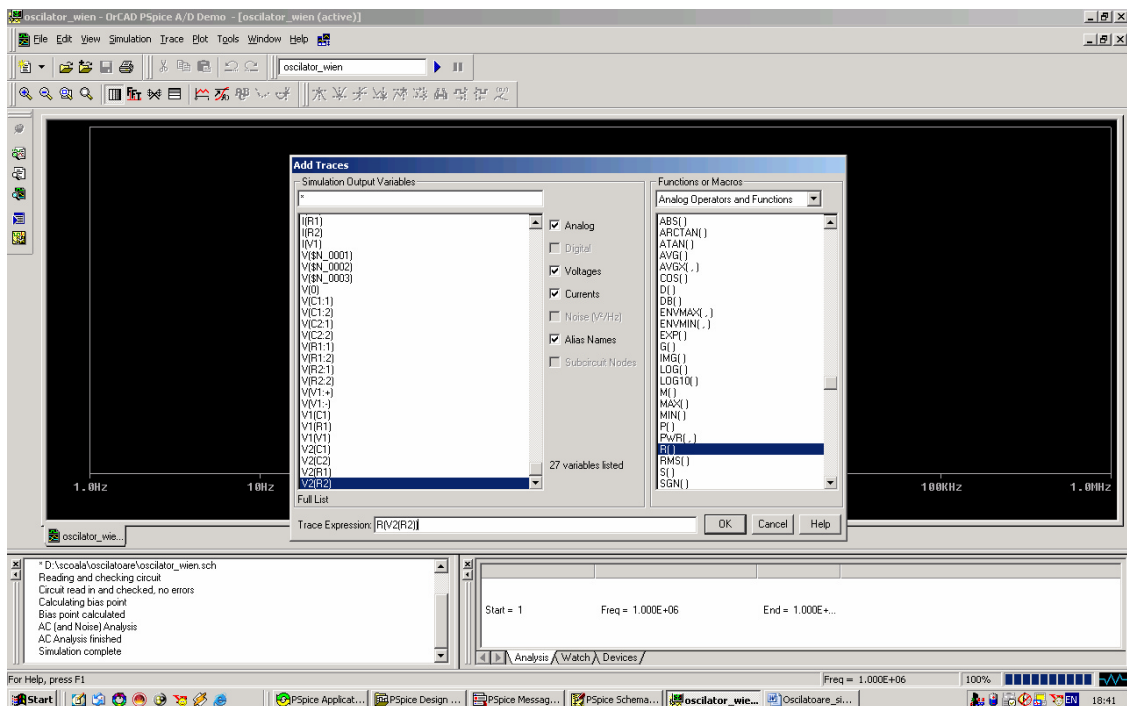 oscilator_wien - OrCAD PSpice A/D Demo - [oscilator_wien (active)]
File Edit View Simulation Trace Plot Tools Window Help
oscilator_wien
Add Traces
Simulation Output Variables
*
I(R1)
I(R2)
I(V1)
V($N_0001)
V($N_0002)
V($N_0003)
V(0)
V(C1:1)
V(C1:2)
V(C2:1)
V(C2:2)
V(R1:1)
V(R1:2)
V(R2:1)
V(R2:2)
V(V1:+)
V(V1:-)
V1(C1)
V1(R1)
V1(V1)
V2(C1)
V2(C2)
V2(R1)
V2(R2)
Full List
Analog
Digital
Voltages
Currents
Noise (V²/Hz)
Alias Names
Subcircuit Nodes
27 variables listed
Functions or Macros
Analog Operators and Functions
ABS()
ARCTAN()
ATAN()
AVG()
AVGX(,)
COS()
D()
DB()
ENVMAX(,)
ENVMIN(,)
EXP()
G()
IMG()
LOG()
LOG10()
M()
MAX()
MIN()
P()
PWR(,)
R()
RMS()
S()
SGN()
Trace Expression: R(V2(R2))
OK Cancel Help
1.0Hz 10Hz 100KHz 1.0MHz
oscilator_wie...
* D:\scoala\oscilatoare\oscilator_wien.sch
Reading and checking circuit
Circuit read in and checked, no errors
Calculating bias point
Bias point calculated
AC (and Noise) Analysis
AC Analysis finished
Simulation complete
Start = 1 Freq = 1.000E+06 End = 1.000E+...
Analysis Watch Devices
For Help, press F1
Freq = 1.000E+06 100%
Start PSpice Applicat... PSpice Design ... PSpice Messag... PSpice Schema... oscilator_wie... Oscilatoare_si... EN 18:41